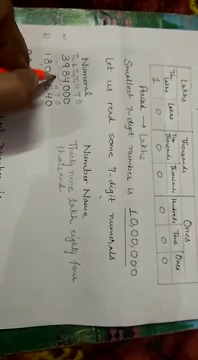 Lakhs Thousands Ones
Ten Lakhs Lakhs Ten Thousands Thousands Hundreds Tens Ones
1 0 0 0 0 0 0
Period → Lakhs
Smallest 7-digit number is 10,00,000
Let us read some 7-digit numerals
Numeral Number Name
a) 3984000 Thirty nine lakh eighty four
thousand
b)